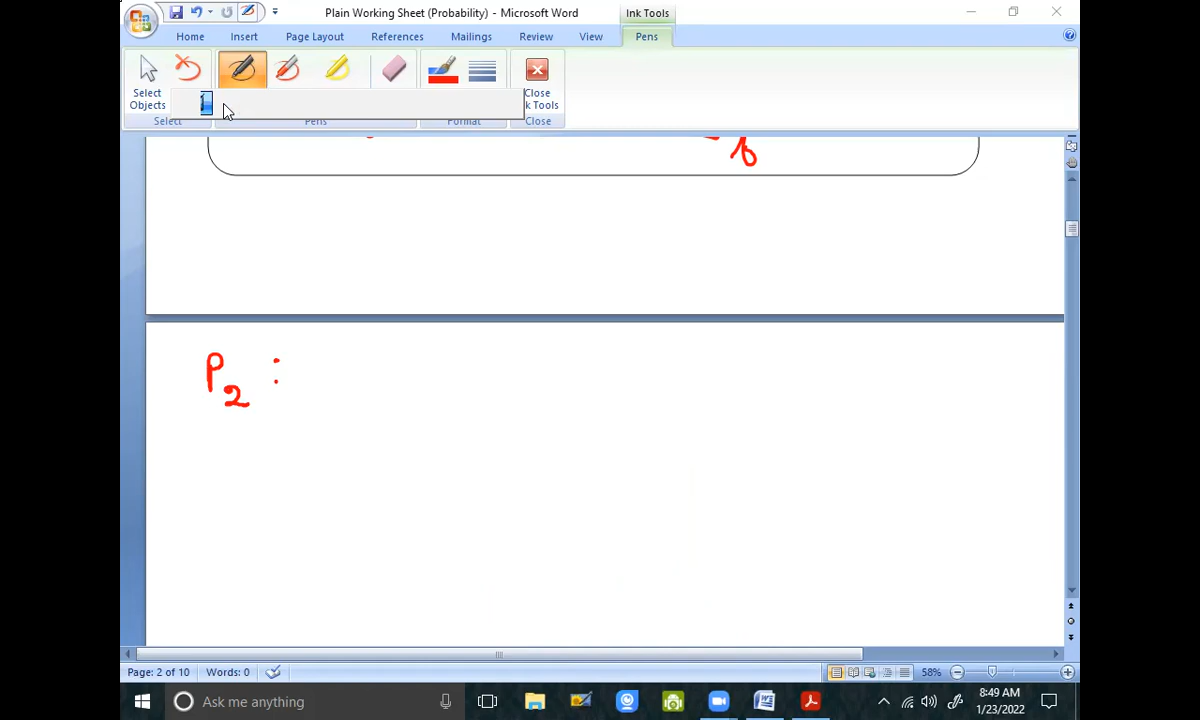 Plain Working Sheet (Probability) - Microsoft Word
Ink Tools
Home Insert Page Layout References Mailings Review View Pens
Select Objects
Close
k Tools
Select Pens Format Close
P2 :
Page: 2 of 10 Words: 0 58%
Ask me anything
8:49 AM
1/23/2022